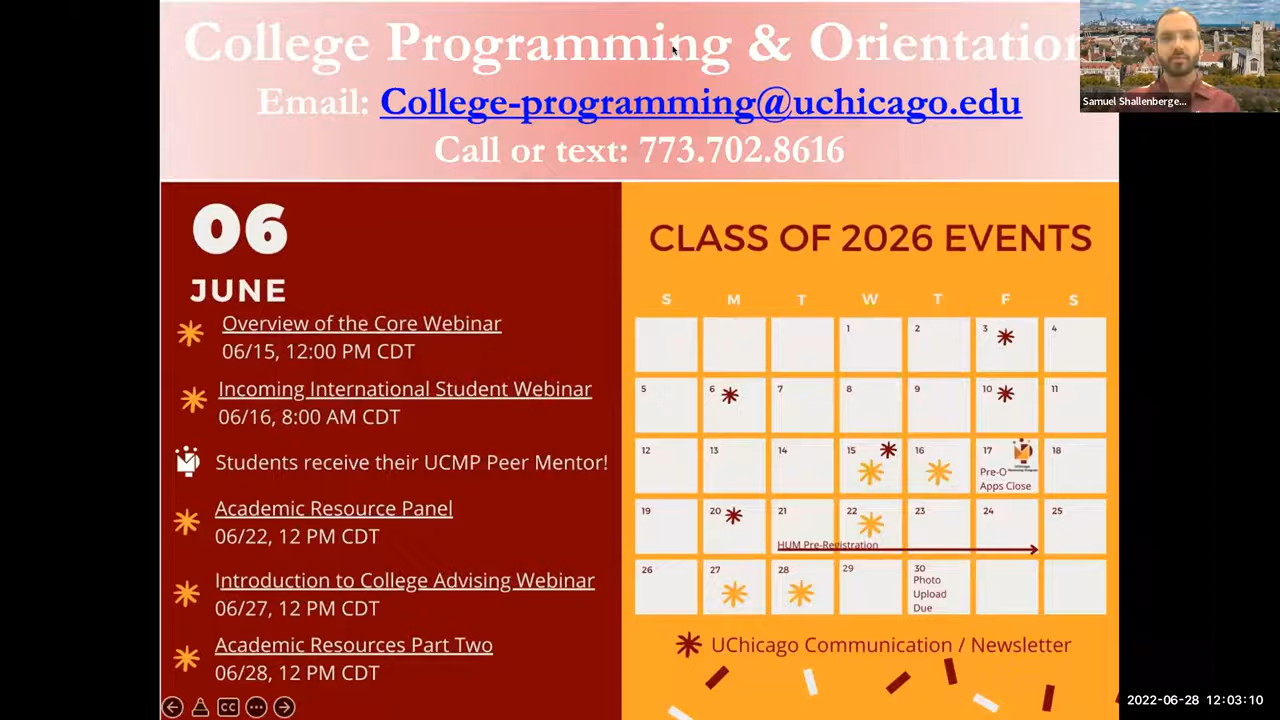 College Programming & Orientation
Email: College-programming@uchicago.edu
Call or text: 773.702.8616
Samuel Shallenberge...
06
JUNE
Overview of the Core Webinar
06/15, 12:00 PM CDT
Incoming International Student Webinar
06/16, 8:00 AM CDT
Students receive their UCMP Peer Mentor!
Academic Resource Panel
06/22, 12 PM CDT
Introduction to College Advising Webinar
06/27, 12 PM CDT
Academic Resources Part Two
06/28, 12 PM CDT
CC
CLASS OF 2026 EVENTS
S M T W T F S
1 2 3 4
5 6 7 8 9 10 11
12 13 14 15 16 17 18
UChicago
Pre-O
Apps Close
19 20 21 22 23 24 25
HUM Pre-Registration
26 27 28 29 30
Photo
Upload
Due
UChicago Communication / Newsletter
2022-06-28 12:03:10